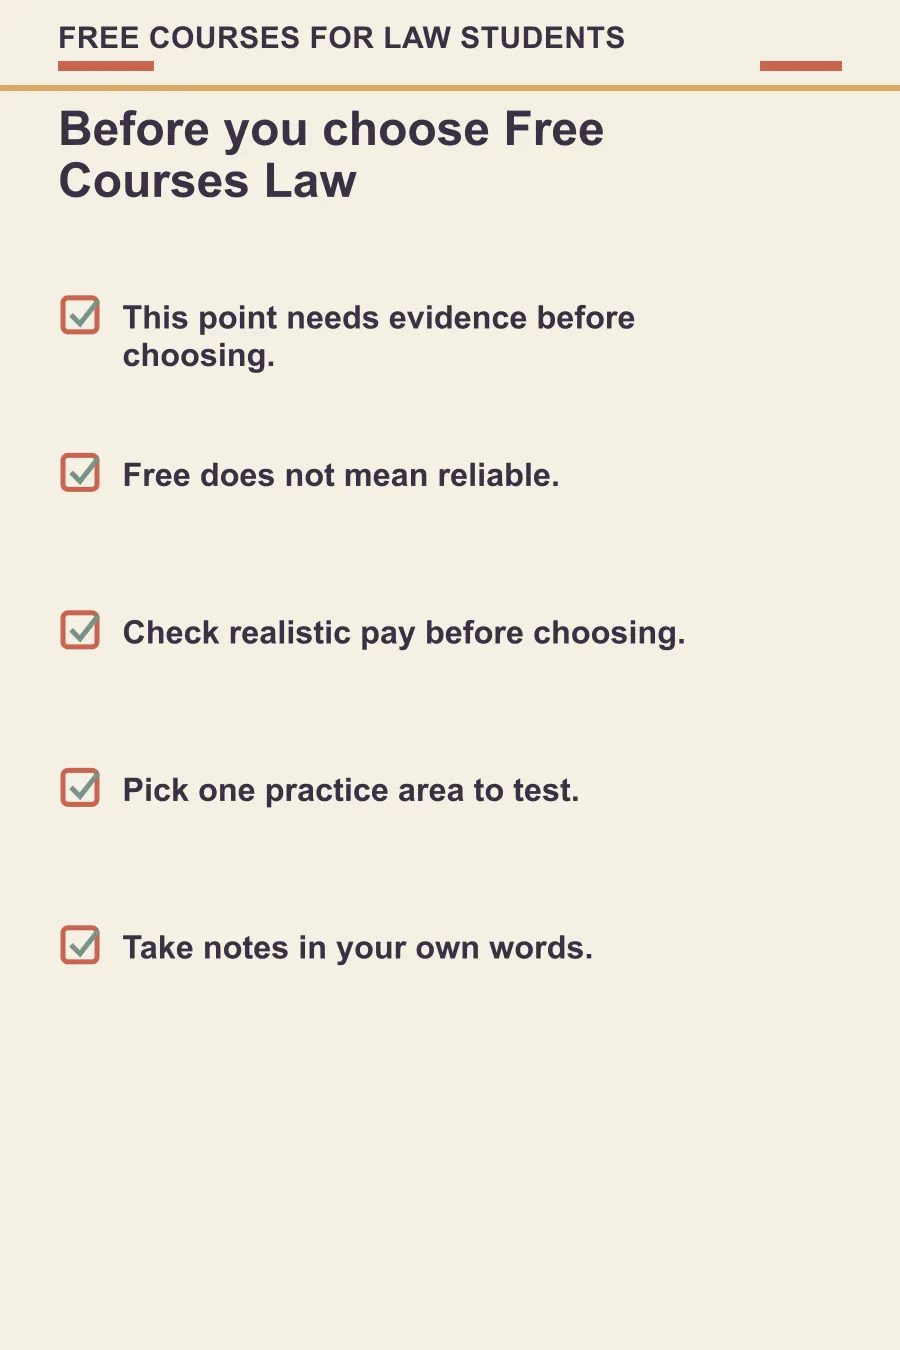 FREE COURSES FOR LAW STUDENTS
Before you choose Free
Courses Law
This point needs evidence before
choosing.
Free does not mean reliable.
Check realistic pay before choosing.
Pick one practice area to test.
Take notes in your own words.